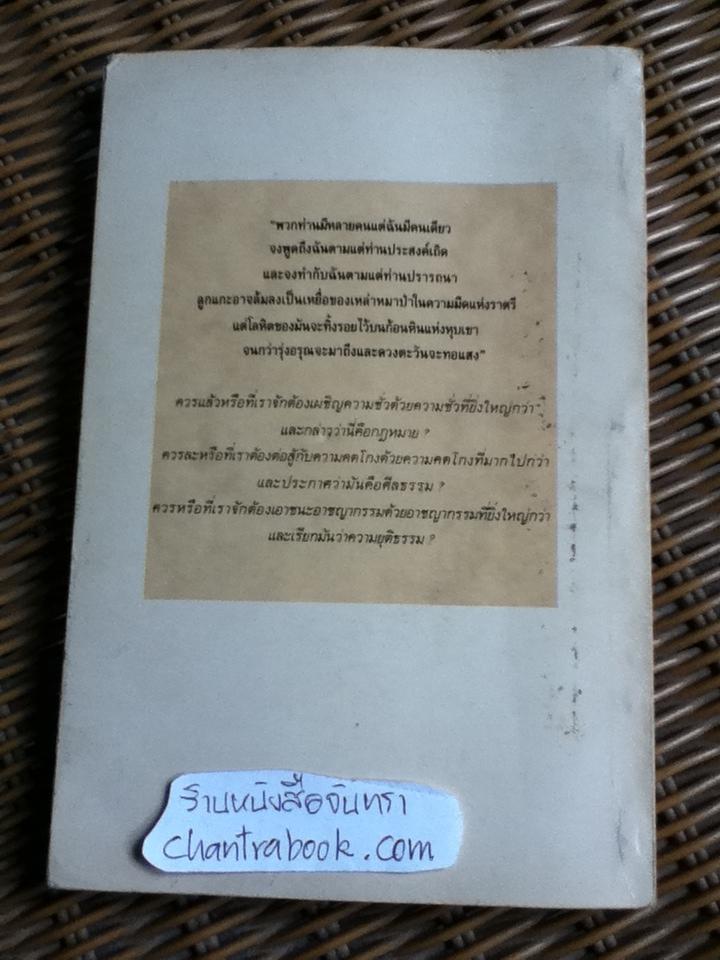 "พวกท่านมีหลายคนแต่ฉันมีคนเดียว
จงพูดถึงฉันตามแต่ท่านประสงค์เถิด
และจงทำกับฉันตามแต่ท่านปรารถนา
ลูกแกะอาจล้มลงเป็นเหยื่อของเหล่าหมาป่าในความมืดแห่งราตรี
แต่โลหิตของมันจะทิ้งรอยไว้บนก้อนหินแห่งหุบเขา
จนกว่ารุ่งอรุณจะมาถึงและดวงตะวันจะทอแสง"
ควรแล้วหรือที่เราจักต้องเผชิญความชั่วด้วยความชั่วที่ยิ่งใหญ่กว่า
และกล่าวว่านี่คือกฎหมาย ?
ควรละหรือที่เราต้องต่อสู้กับความคดโกงด้วยความคดโกงที่มากไปกว่า
และประกาศว่ามันคือศีลธรรม ?
ควรหรือที่เราจักต้องเอาชนะอาชญากรรมด้วยอาชญากรรมที่ยิ่งใหญ่กว่า
และเรียกมันว่าความยุติธรรม ?
ร้านหนังสือจันทรา
chantrabook.com